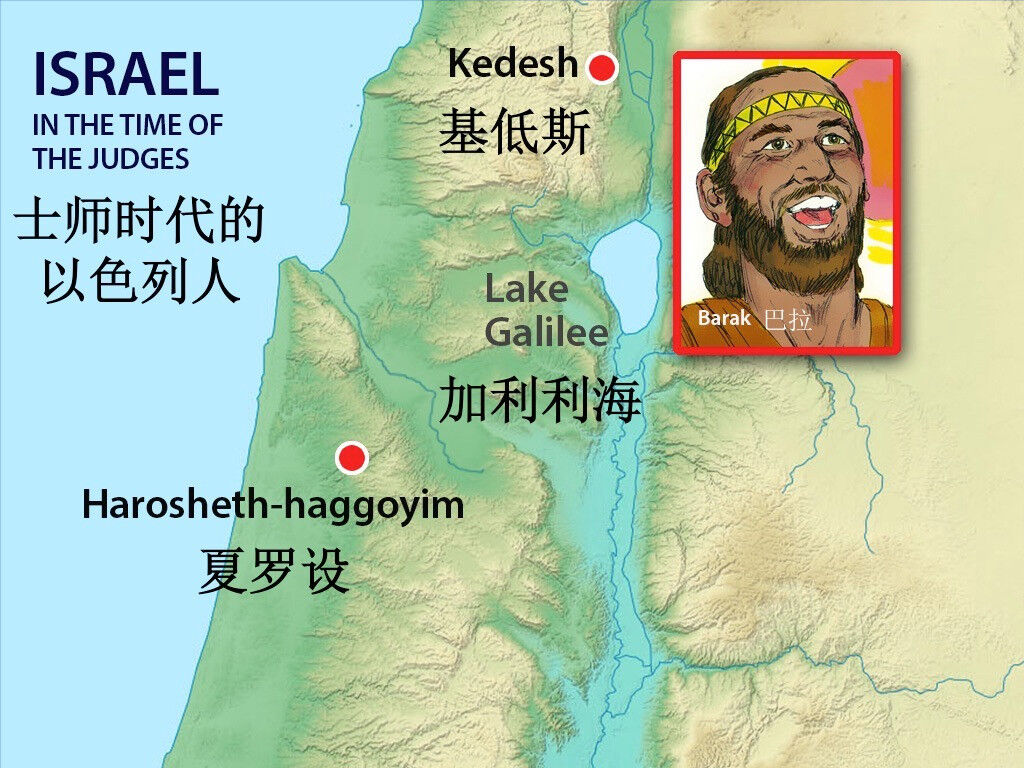 ISRAEL
IN THE TIME OF
THE JUDGES
士师时代的
以色列人
Kedesh
基低斯
Barak 巴拉
Lake
Galilee
加利利海
Harosheth-haggoyim
夏罗设